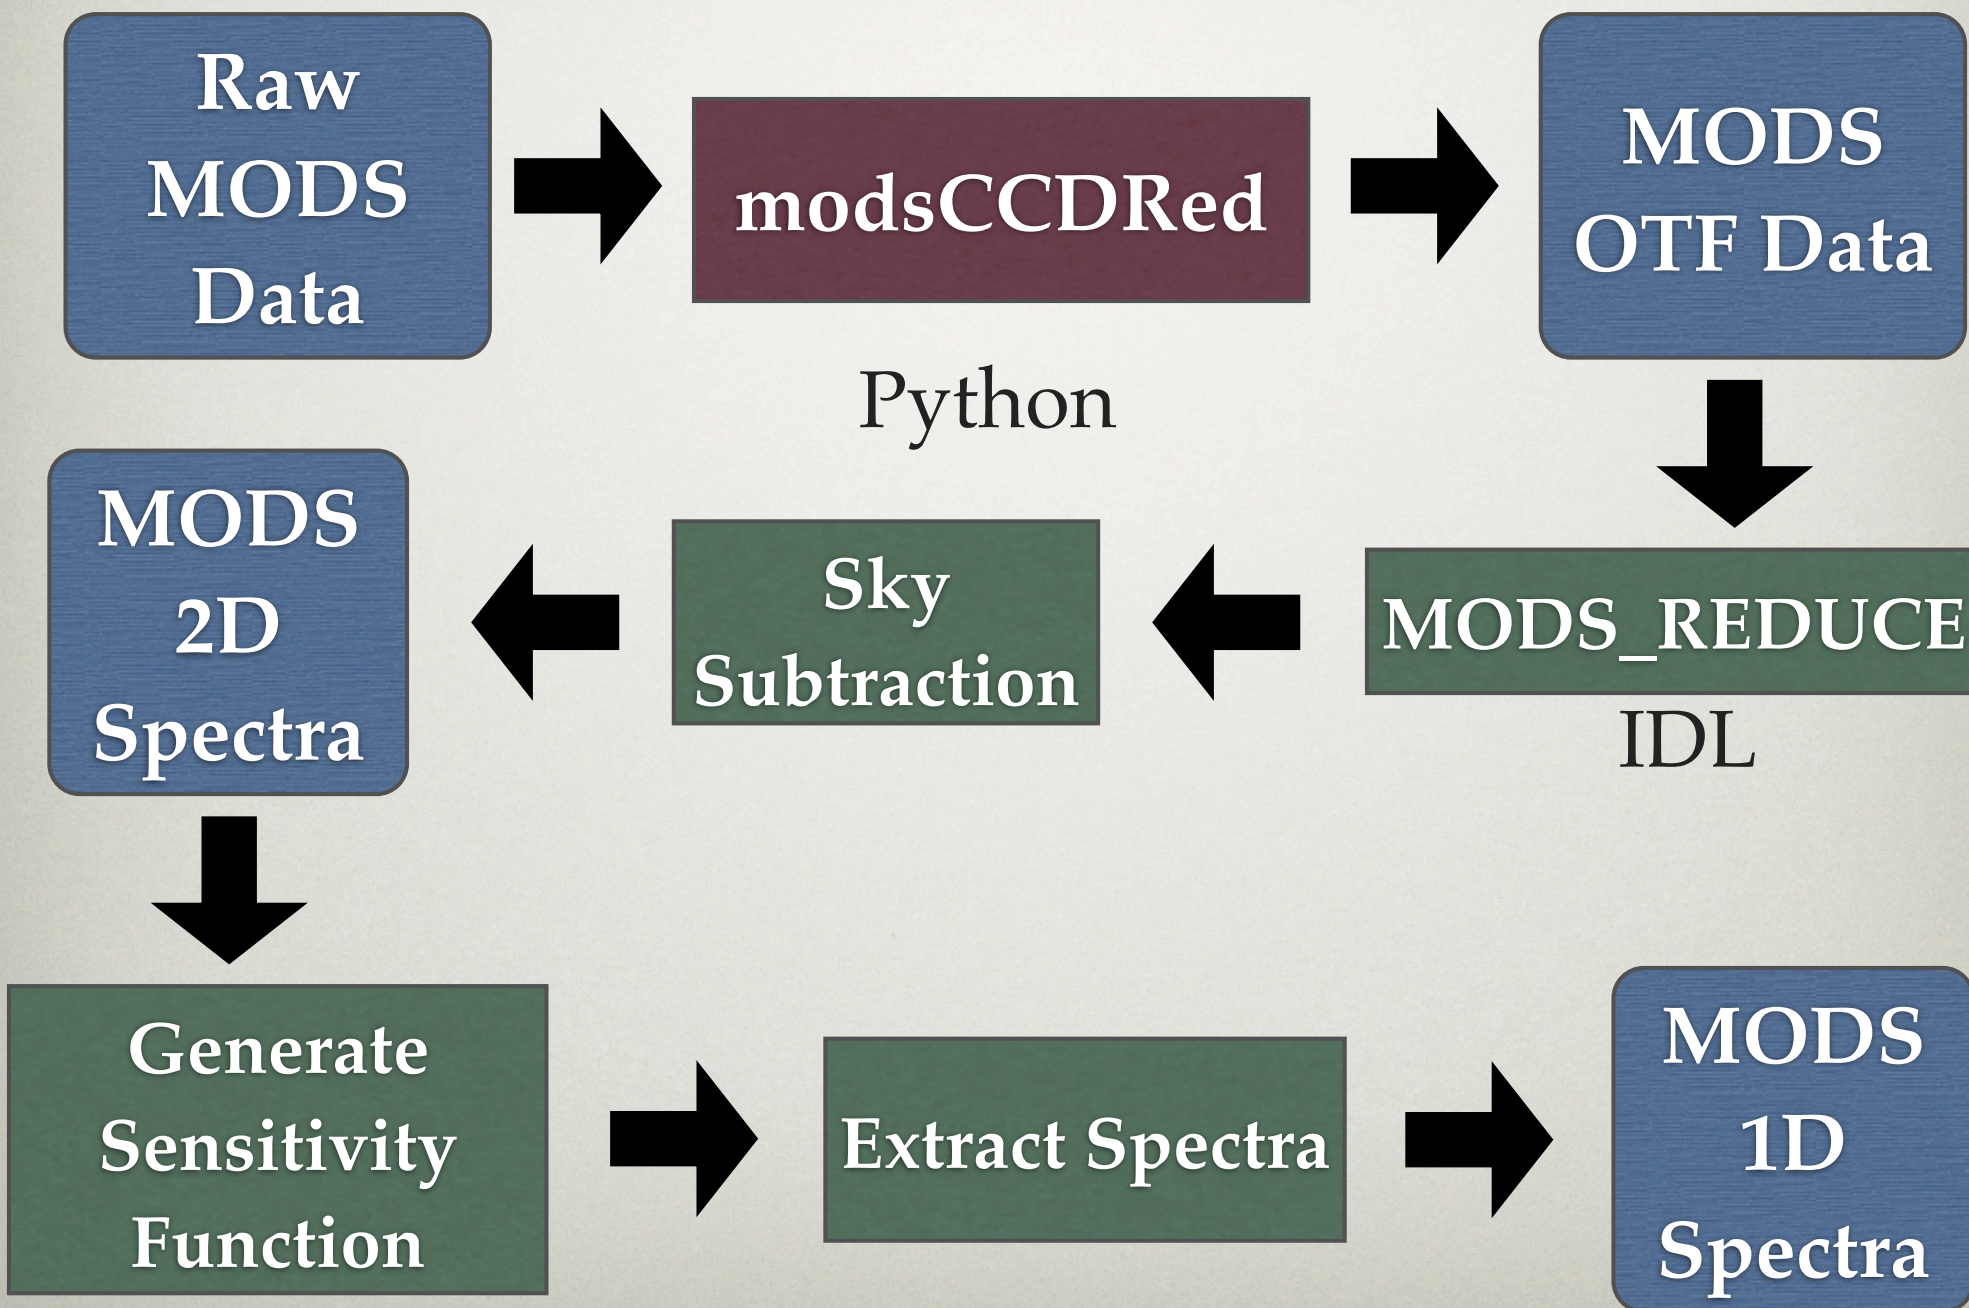 Raw
MODS
Data
modsCCDRed
MODS
OTF Data
Python
MODS_REDUCE
IDL
Sky
Subtraction
MODS
2D
Spectra
Generate
Sensitivity
Function
Extract Spectra
MODS
1D
Spectra